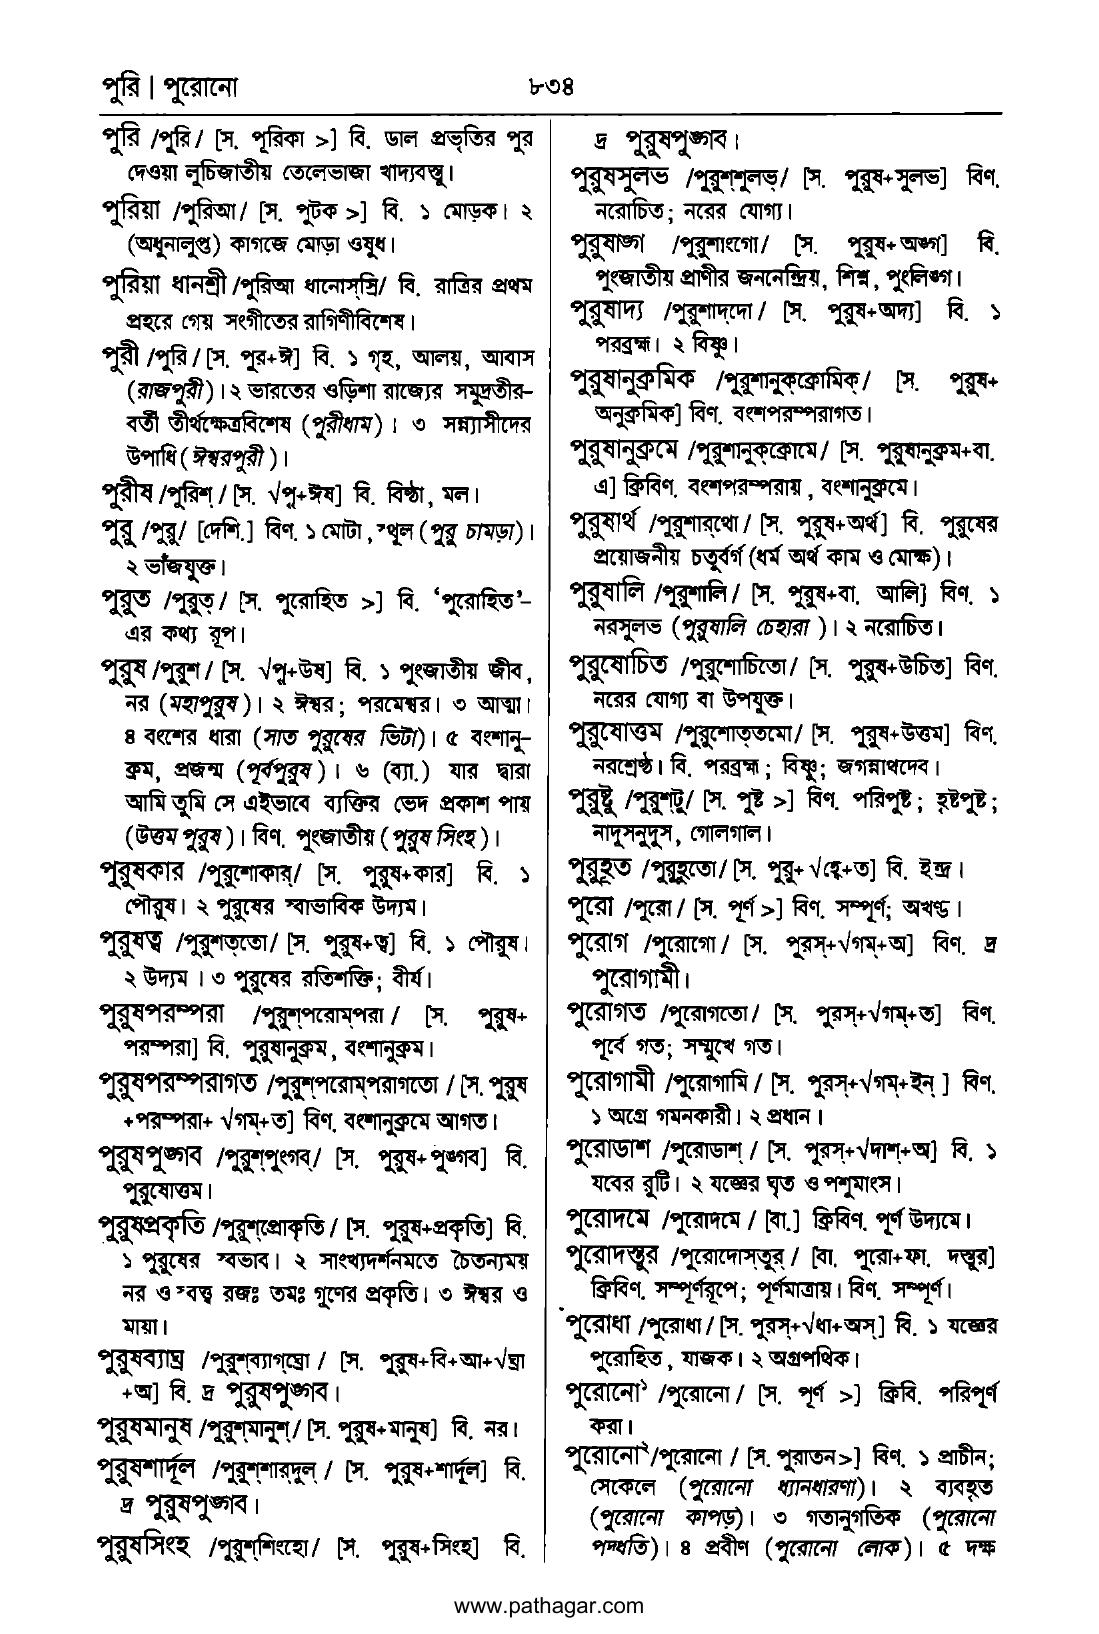 পুরি | পুরোনো
৮৩৪
পুরি /পুরি/ [স. পূরিকা >] বি. ডাল প্রভৃতির পুর
দেওয়া লুচিজাতীয় তেলেভাজা খাদ্যবস্তু।
পুরিয়া /পুরিআ/ [স. পুটক >] বি. ১ মোড়ক। ২
(অধুনালুপ্ত) কাগজে মোড়া ওষুধ।
পুরিয়া ধানশ্রী /পুরিআ ধানোস্‌স্রি/ বি. রাত্রির প্রথম
প্রহরে গেয় সংগীতের রাগিণীবিশেষ।
পুরী /পুরি/ [স. পুর+ঈ] বি. ১ গৃহ, আলয়, আবাস
(রাজপুরী)। ২ ভারতের ওড়িশা রাজ্যের সমুদ্রতীর–
বর্তী তীর্থক্ষেত্রবিশেষ (পুরীধাম)। ৩ সন্ন্যাসীদের
উপাধি (ঈশ্বরপুরী)।
পুরীষ /পুরিশ্/ [স. √পৄ+ঈষ] বি. বিষ্ঠা, মল।
পুরু /পুরু/ [দেশি.] বিণ. ১ মোটা, স্থূল (পুরু চামড়া)।
২ ভাঁজযুক্ত।
পুরুত /পুরুত্/ [স. পুরোহিত >] বি. ‘পুরোহিত’–
এর কথ্য রূপ।
পুরুষ /পুরুশ্/ [স. √পৄ+উষ] বি. ১ পুংজাতীয় জীব,
নর (মহাপুরুষ)। ২ ঈশ্বর; পরমেশ্বর। ৩ আত্মা।
৪ বংশের ধারা (সাত পুরুষের ভিটা)। ৫ বংশানু–
ক্রম, প্রজন্ম (পূর্বপুরুষ)। ৬ (ব্যা.) যার দ্বারা
আমি তুমি সে এইভাবে ব্যক্তির ভেদ প্রকাশ পায়
(উত্তম পুরুষ)। বিণ. পুংজাতীয় (পুরুষ সিংহ)।
পুরুষকার /পুরুশোকার্/ [স. পুরুষ+কার] বি. ১
পৌরুষ। ২ পুরুষের স্বাভাবিক উদ্যম।
পুরুষত্ব /পুরুশত্‌তো/ [স. পুরুষ+ত্ব] বি. ১ পৌরুষ।
২ উদ্যম। ৩ পুরুষের রতিশক্তি; বীর্য।
পুরুষপরম্পরা /পুরুশ্‌পরোম্‌পরা/ [স. পুরুষ+
পরম্পরা] বি. পুরুষানুক্রম, বংশানুক্রম।
পুরুষপরম্পরাগত /পুরুশ্‌পরোম্‌পরাগতো/ [স. পুরুষ
+পরম্পরা+ √গম্+ত] বিণ. বংশানুক্রমে আগত।
পুরুষপুঙ্গব /পুরুশ্‌পুংগব্/ [স. পুরুষ+পুঙ্গব] বি.
পুরুষোত্তম।
পুরুষপ্রকৃতি /পুরুশ্‌প্রোকৃতি/ [স. পুরুষ+প্রকৃতি] বি.
১ পুরুষের স্বভাব। ২ সাংখ্যদর্শনমতে চৈতন্যময়
নর ও স্বত্ত্ব রজঃ তমঃ গুণের প্রকৃতি। ৩ ঈশ্বর ও
মায়া।
পুরুষব্যাঘ্র /পুরুশ্‌ব্যাগ্‌ঘ্রো/ [স. পুরুষ+বি+আ+√ঘ্রা
+অ] বি. দ্র পুরুষপুঙ্গব।
পুরুষমানুষ /পুরুশ্‌মানুশ্/ [স. পুরুষ+মানুষ] বি. নর।
পুরুষশার্দূল /পুরুশ্‌শার্‌দুল্/ [স. পুরুষ+শার্দূল] বি.
দ্র পুরুষপুঙ্গব।
পুরুষসিংহ /পুরুশ্‌শিংহো/ [স. পুরুষ+সিংহ] বি.
দ্র পুরুষপুঙ্গব।
পুরুষসুলভ /পুরুশ্‌শুলভ্/ [স. পুরুষ+সুলভ] বিণ.
নরোচিত; নরের যোগ্য।
পুরুষাঙ্গ /পুরুশাংগো/ [স. পুরুষ+অঙ্গ] বি.
পুংজাতীয় প্রাণীর জননেন্দ্রিয়, শিশ্ন, পুংলিঙ্গ।
পুরুষাদ্য /পুরুশাদ্‌দো/ [স. পুরুষ+অদ্য] বি. ১
পরব্রহ্ম। ২ বিষ্ণু।
পুরুষানুক্রমিক /পুরুশানুক্‌ক্রোমিক্/ [স. পুরুষ+
অনুক্রমিক] বিণ. বংশপরম্পরাগত।
পুরুষানুক্রমে /পুরুশানুক্‌ক্রোমে/ [স. পুরুষানুক্রম+বা.
এ] ক্রিবিণ. বংশপরম্পরায়, বংশানুক্রমে।
পুরুষার্থ /পুরুশার্‌থো/ [স. পুরুষ+অর্থ] বি. পুরুষের
প্রয়োজনীয় চতুর্বর্গ (ধর্ম অর্থ কাম ও মোক্ষ)।
পুরুষালি /পুরুশালি/ [স. পুরুষ+বা. আলি] বিণ. ১
নরসুলভ (পুরুষালি চেহারা)। ২ নরোচিত।
পুরুষোচিত /পুরুশোচিতো/ [স. পুরুষ+উচিত] বিণ.
নরের যোগ্য বা উপযুক্ত।
পুরুষোত্তম /পুরুশোত্‌তমো/ [স. পুরুষ+উত্তম] বিণ.
নরশ্রেষ্ঠ। বি. পরব্রহ্ম; বিষ্ণু; জগন্নাথদেব।
পুরুষ্টু /পুরুশ্‌টু/ [স. পুষ্ট >] বিণ. পরিপুষ্ট; হৃষ্টপুষ্ট;
নাদুসনুদুস, গোলগাল।
পুরুহূত /পুরুহুতো/ [স. পুরু+ √হ্বে+ত] বি. ইন্দ্র।
পুরো /পুরো/ [স. পূর্ণ >] বিণ. সম্পূর্ণ; অখণ্ড।
পুরোগ /পুরোগো/ [স. পুরস্+√গম্+অ] বিণ. দ্র
পুরোগামী।
পুরোগত /পুরোগতো/ [স. পুরস্+√গম্+ত] বিণ.
পূর্বে গত; সম্মুখে গত।
পুরোগামী /পুরোগামি/ [স. পুরস্+√গম্+ইন্] বিণ.
১ অগ্রে গমনকারী। ২ প্রধান।
পুরোডাশ /পুরোডাশ্/ [স. পুরস্+√দাশ্+অ] বি. ১
যবের রুটি। ২ যজ্ঞের ঘৃত ও পশুমাংস।
পুরোদমে /পুরোদমে/ [বা.] ক্রিবিণ. পূর্ণ উদ্যমে।
পুরোদস্তুর /পুরোদোস্‌তুর্/ [বা. পুরো+ফা. দস্তুর]
ক্রিবিণ. সম্পূর্ণরূপে; পূর্ণমাত্রায়। বিণ. সম্পূর্ণ।
পুরোধা /পুরোধা/ [স. পুরস্+√ধা+অস্] বি. ১ যজ্ঞের
পুরোহিত, যাজক। ২ অগ্রপথিক।
পুরোনো১ /পুরোনো/ [স. পূর্ণ >] ক্রিবি. পরিপূর্ণ
করা।
পুরোনো২ /পুরোনো/ [স. পুরাতন>] বিণ. ১ প্রাচীন;
সেকেলে (পুরোনো ধ্যানধারণা)। ২ ব্যবহৃত
(পুরোনো কাপড়)। ৩ গতানুগতিক (পুরোনো
পদ্ধতি)। ৪ প্রবীণ (পুরোনো লোক)। ৫ দক্ষ
www.pathagar.com